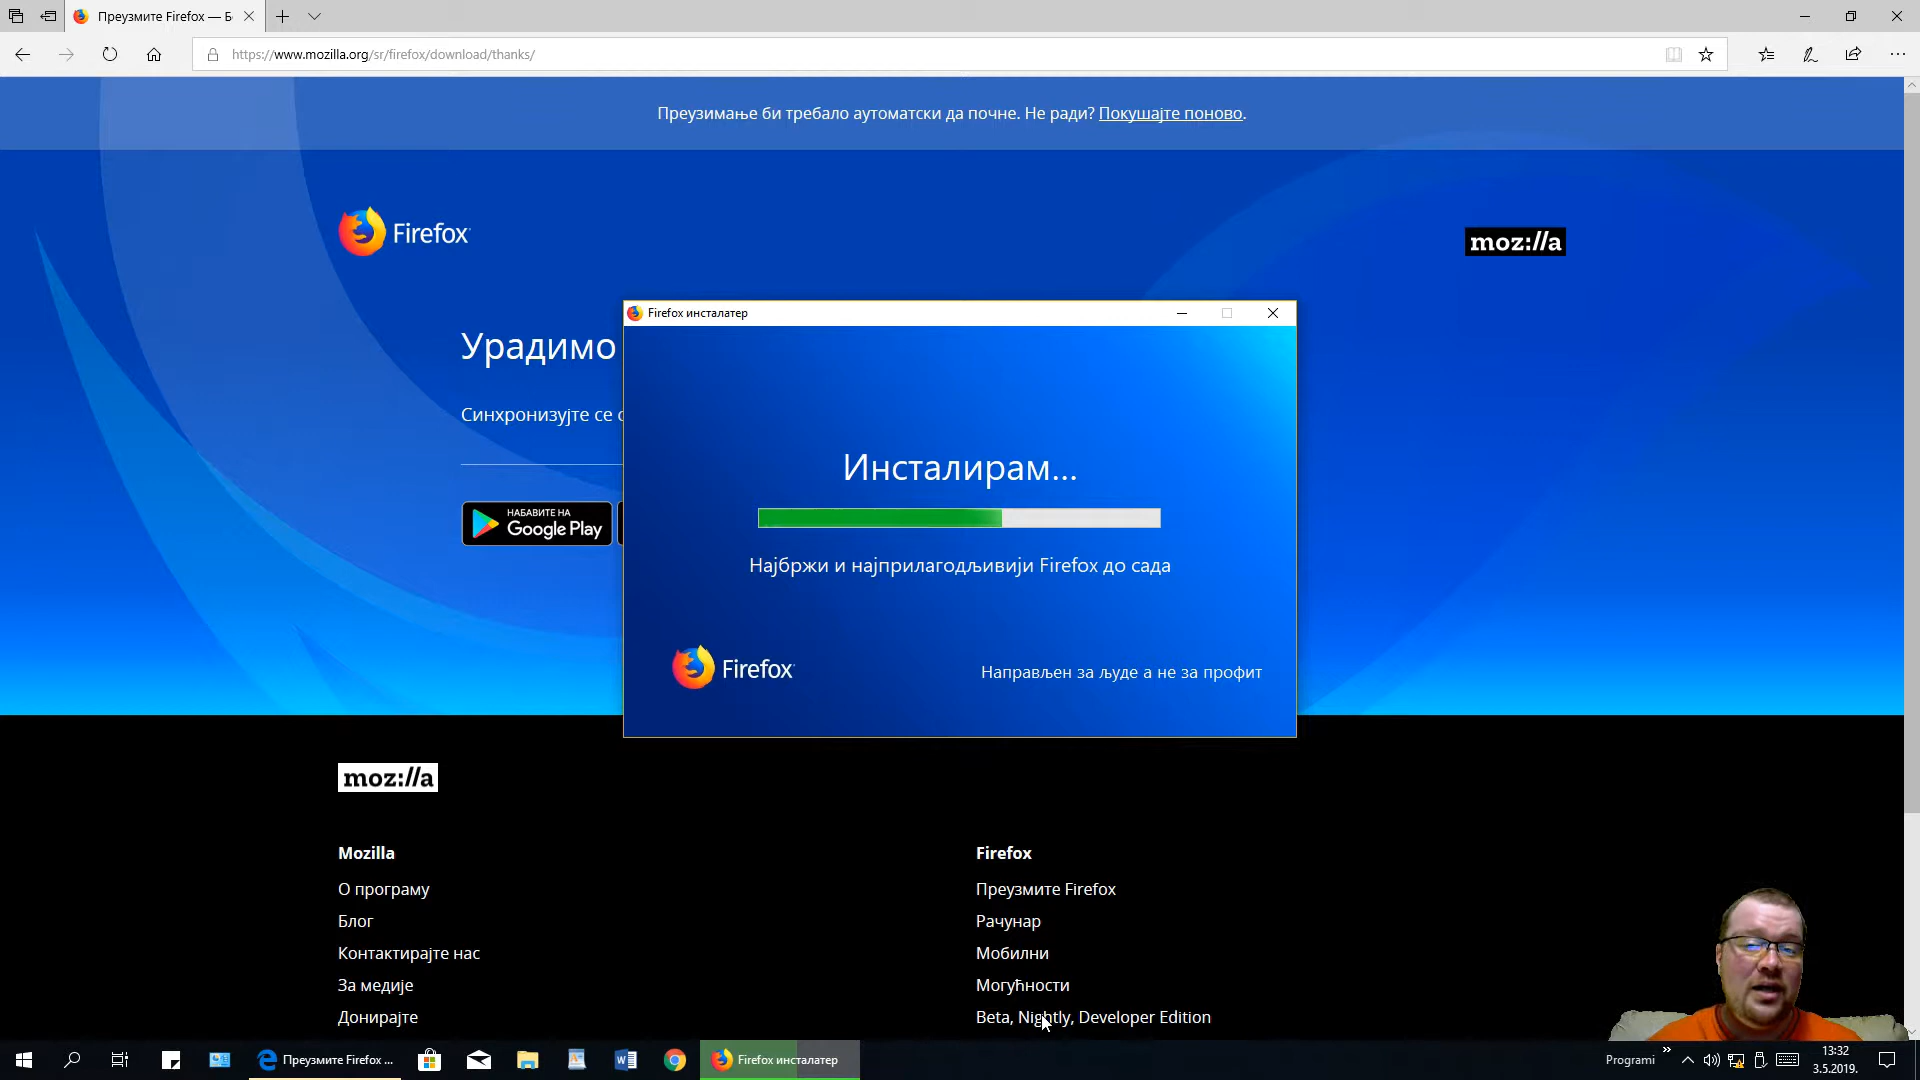 Преузмите Firefox — Б
https://www.mozilla.org/sr/firefox/download/thanks/
Преузимање би требало аутоматски да почне. Не ради? Покушајте поново.
Firefox
moz://a
Firefox инсталатер
Урадимо
Синхронизујте се с
НАБАВИТЕ НА
Google Play
Инсталирам...
Најбржи и најприлагодљивији Firefox до сада
Firefox
Направљен за људе а не за профит
moz://a
Mozilla
О програму
Блог
Контактирајте нас
За медије
Донирајте
Firefox
Преузмите Firefox
Рачунар
Мобилни
Могућности
Beta, Nightly, Developer Edition
Преузмите Firefox ...
Firefox инсталатер
Programi
13:32
3.5.2019.